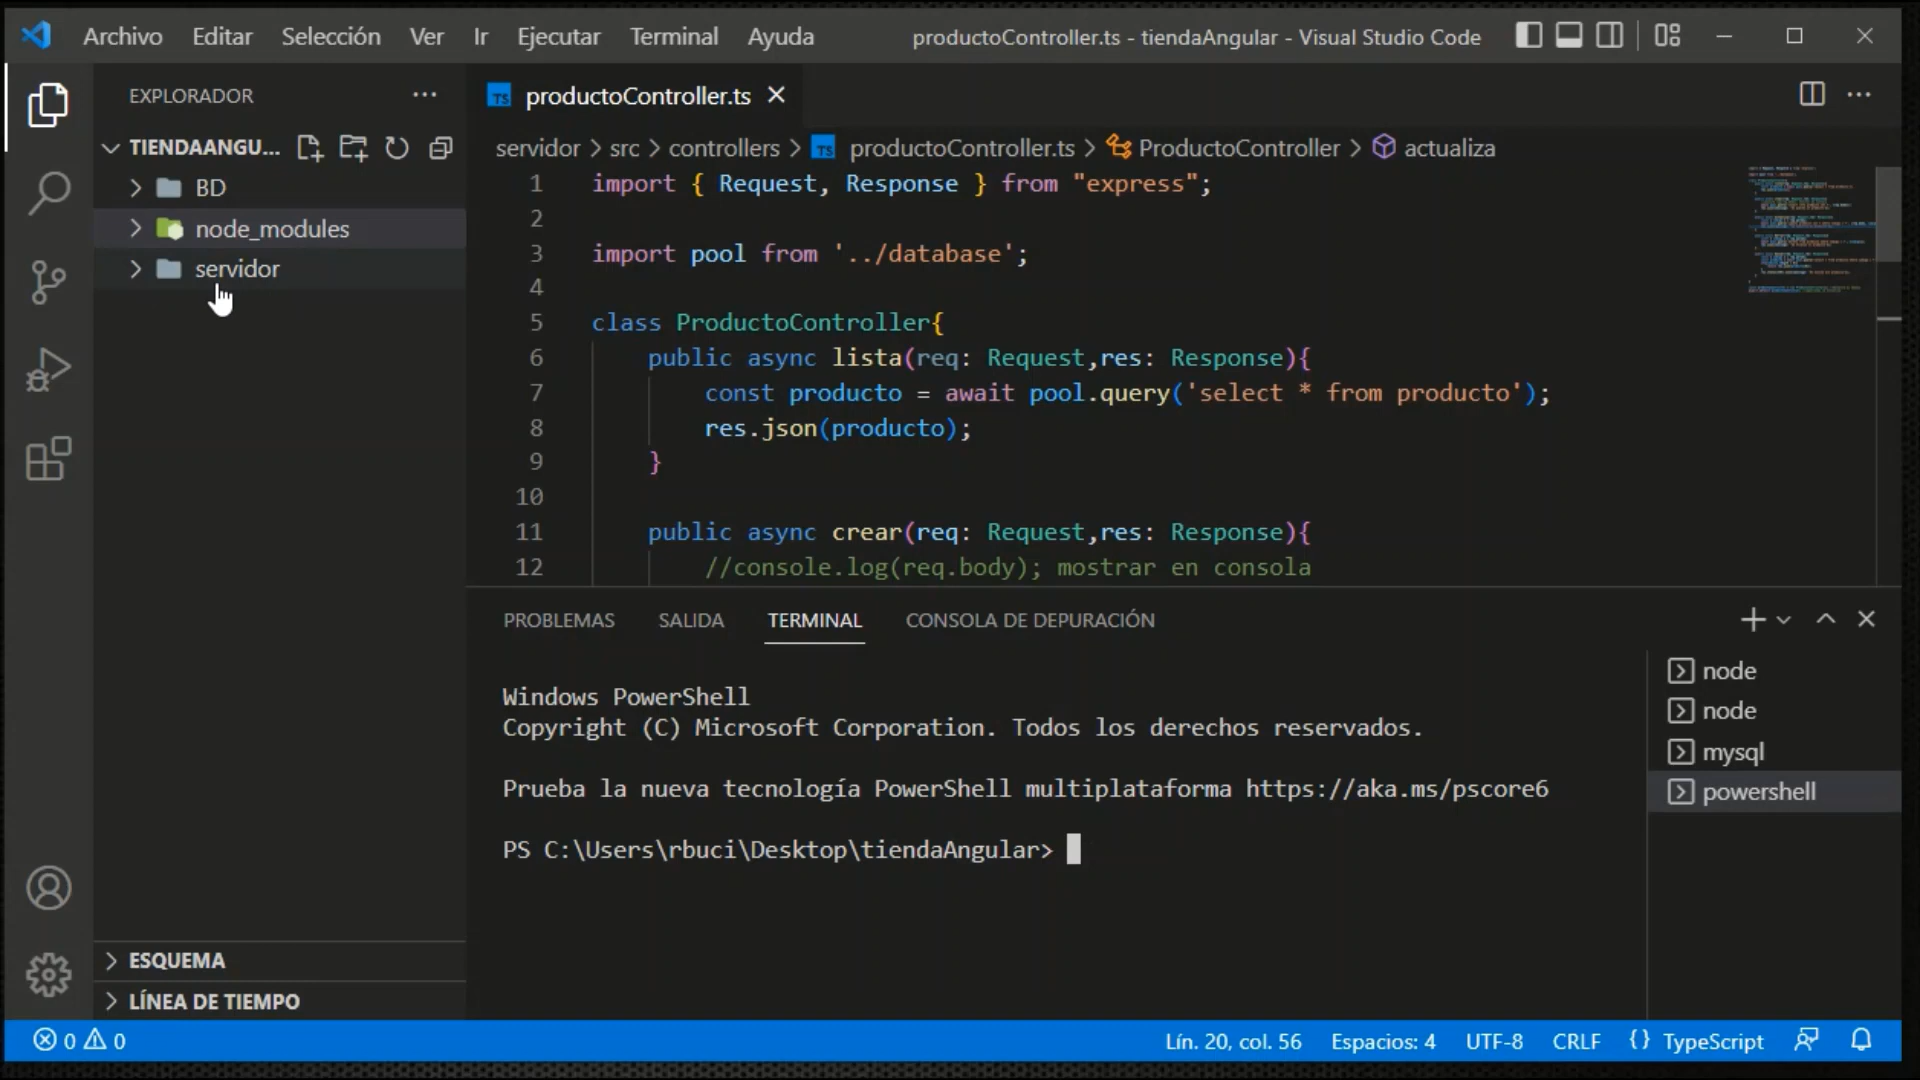 Archivo Editar Selección Ver Ir Ejecutar Terminal Ayuda productoController.ts - tiendaAngular - Visual Studio Code
EXPLORADOR
TIENDAANGU...
BD
node_modules
servidor
ESQUEMA
LÍNEA DE TIEMPO
TS productoController.ts
servidor > src > controllers > TS productoController.ts > ProductoController > actualiza
1 import { Request, Response } from "express";
2
3 import pool from '../database';
4
5 class ProductoController{
6 public async lista(req: Request,res: Response){
7 const producto = await pool.query('select * from producto');
8 res.json(producto);
9 }
10
11 public async crear(req: Request,res: Response){
12 //console.log(req.body); mostrar en consola
PROBLEMAS SALIDA TERMINAL CONSOLA DE DEPURACIÓN
Windows PowerShell
Copyright (C) Microsoft Corporation. Todos los derechos reservados.
Prueba la nueva tecnología PowerShell multiplataforma https://aka.ms/pscore6
PS C:\Users\rbuci\Desktop\tiendaAngular>
node
node
mysql
powershell
0 0 Lín. 20, col. 56 Espacios: 4 UTF-8 CRLF {} TypeScript